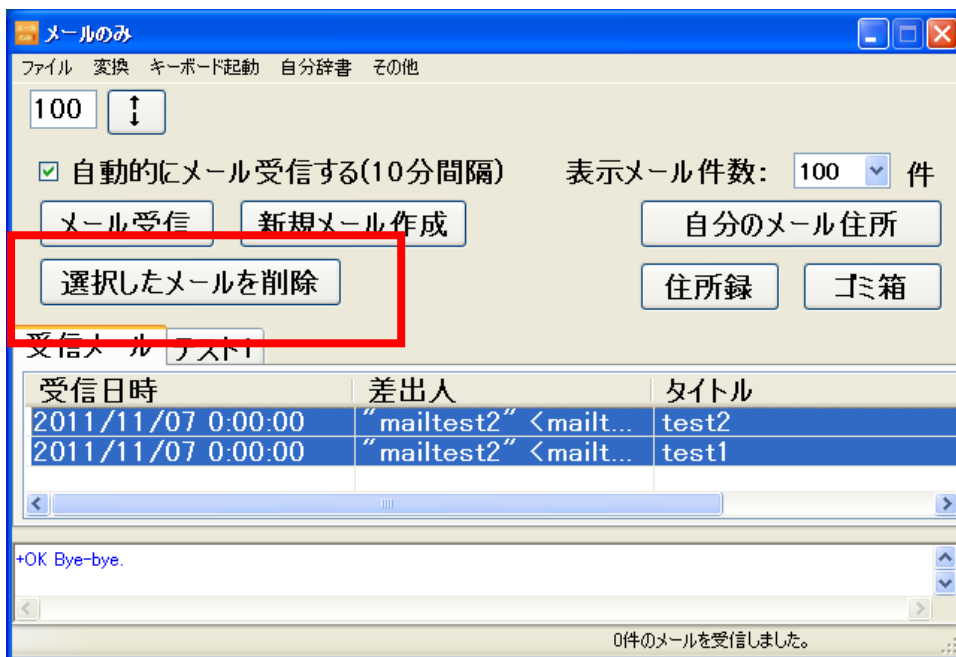 メールのみ
ファイル 変換 キーボード起動 自分辞書 その他
100
自動的にメール受信する(10分間隔) 表示メール件数: 100 件
メール受信 新規メール作成 自分のメール住所
選択したメールを削除 住所録 ゴミ箱
受信メール テスト1
受信日時 差出人 タイトル
2011/11/07 0:00:00 "mailtest2" <mailt... test2
2011/11/07 0:00:00 "mailtest2" <mailt... test1
+OK Bye-bye.
0件のメールを受信しました。